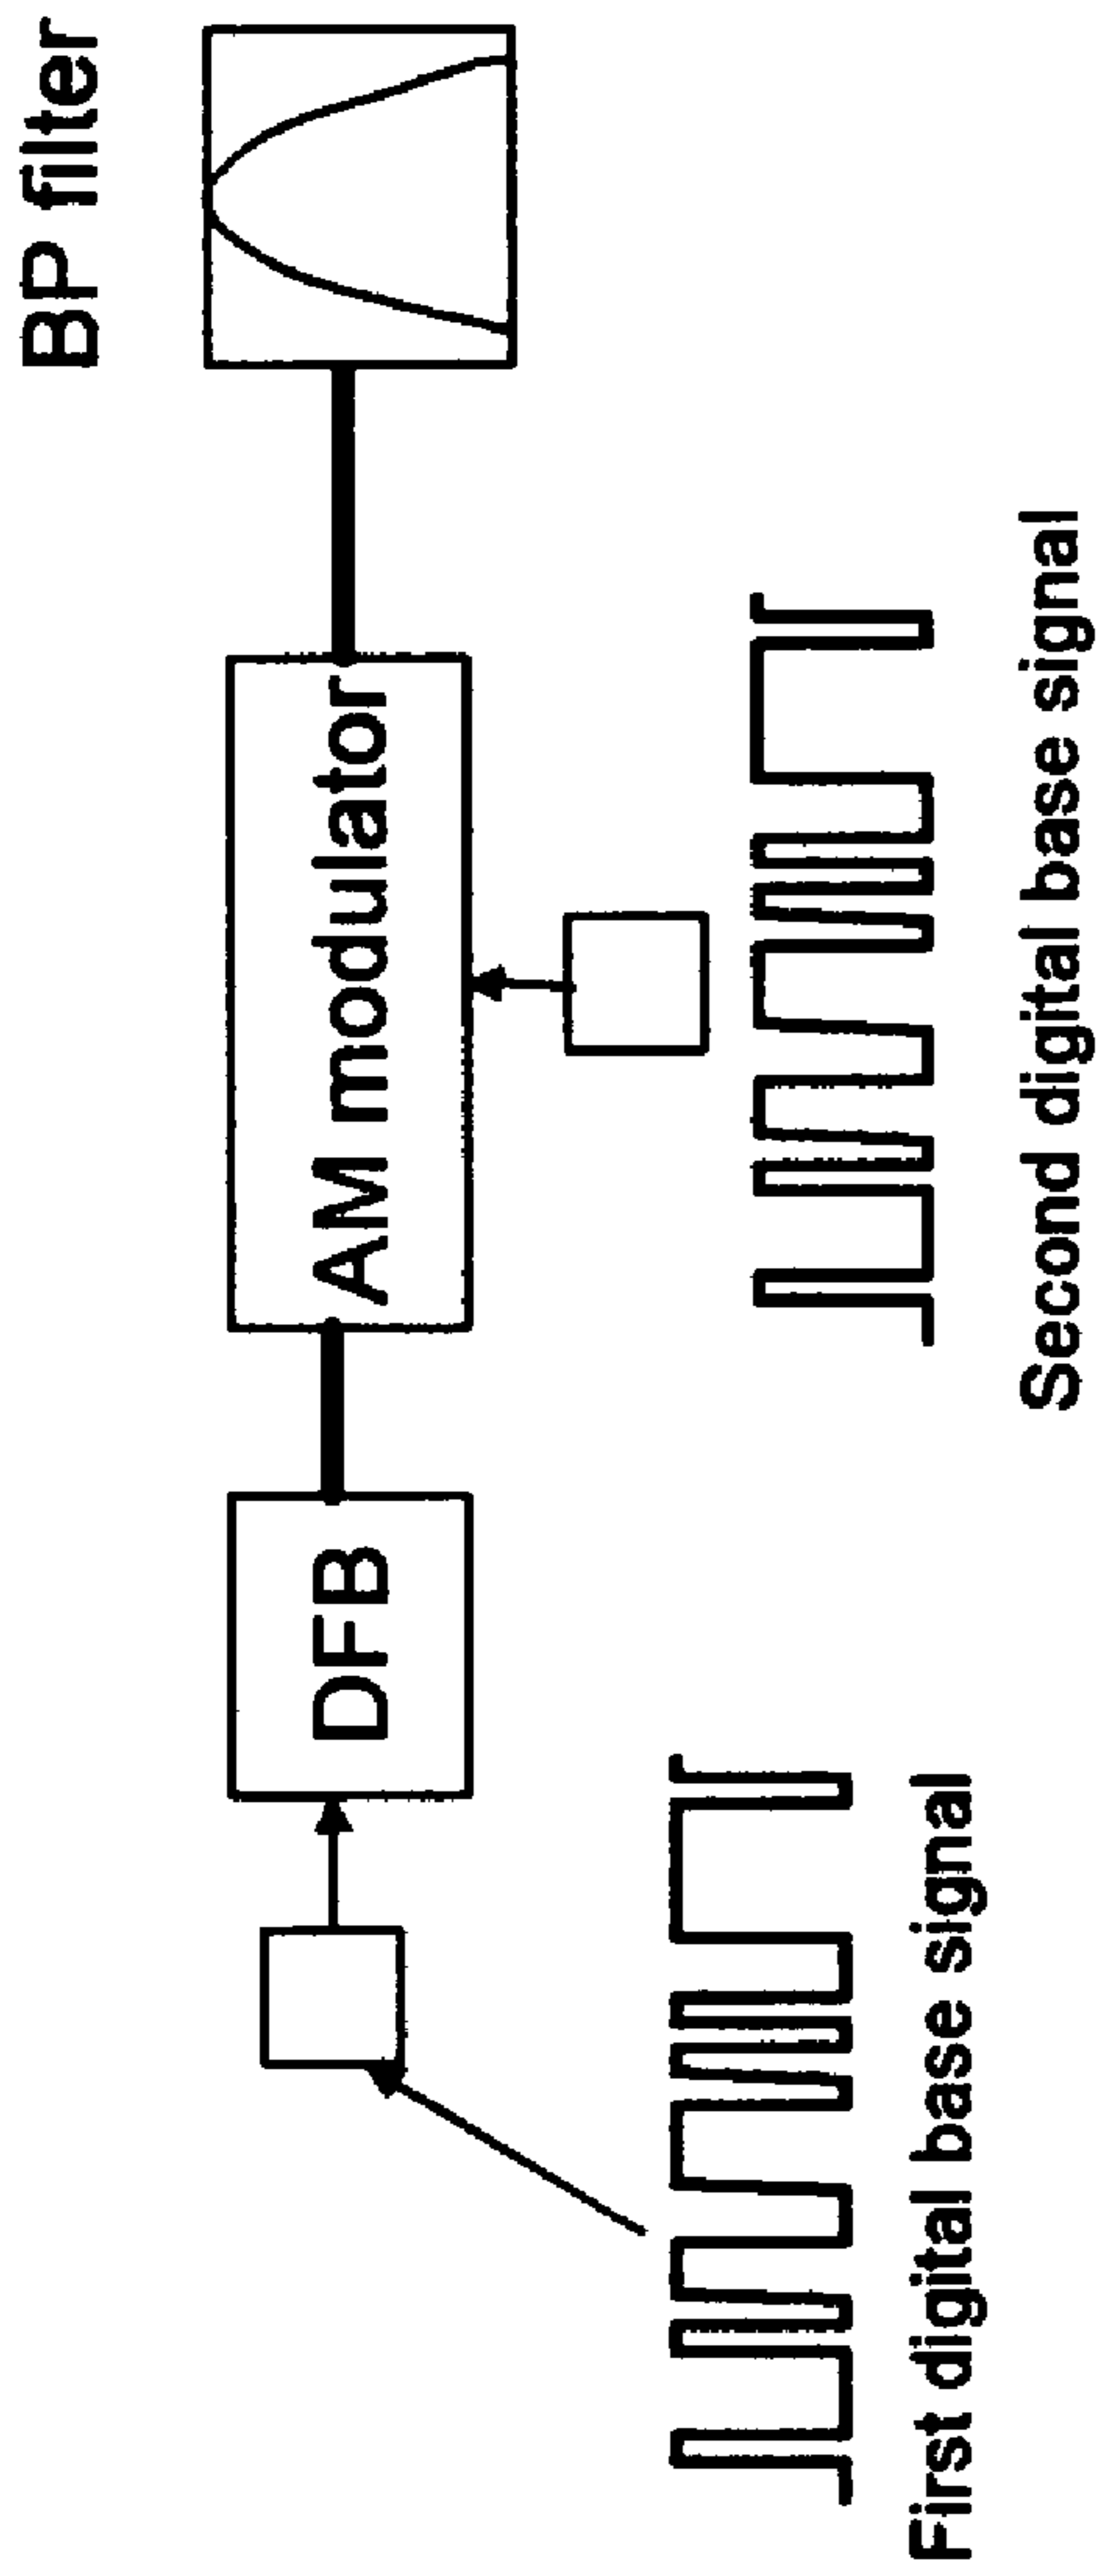 BP filter
AM modulator
DFB
Second digital base signal
First digital base signal